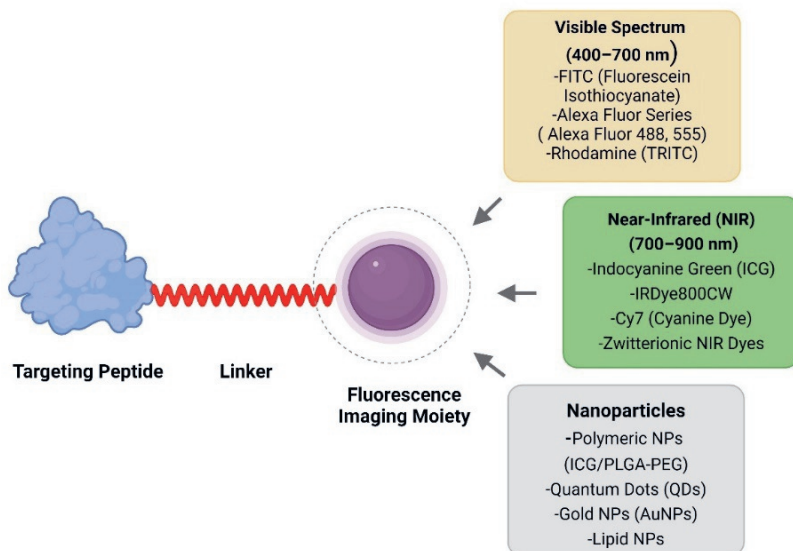 Visible Spectrum
(400–700 nm)
-FITC (Fluorescein
Isothiocyanate)
-Alexa Fluor Series
( Alexa Fluor 488, 555)
-Rhodamine (TRITC)
Near-Infrared (NIR)
(700–900 nm)
-Indocyanine Green (ICG)
-IRDye800CW
-Cy7 (Cyanine Dye)
-Zwitterionic NIR Dyes
Targeting Peptide
Linker
Fluorescence
Imaging Moiety
Nanoparticles
-Polymeric NPs
(ICG/PLGA-PEG)
-Quantum Dots (QDs)
-Gold NPs (AuNPs)
-Lipid NPs